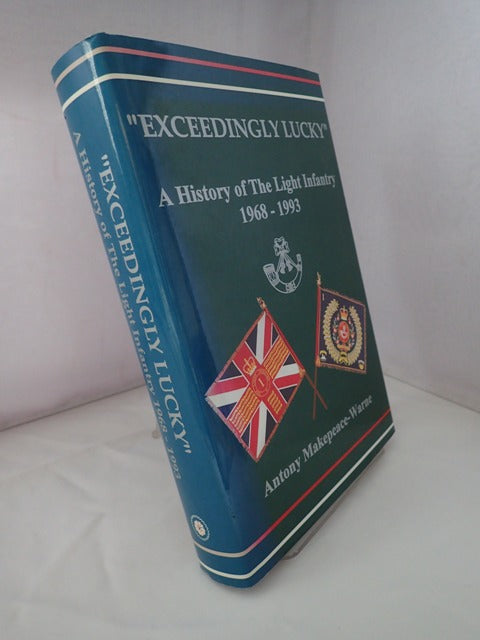 "EXCEEDINGLY LUCKY"
A History of The Light Infantry
1968 - 1993
Antony Makepeace-Warne
"EXCEEDINGLY LUCKY"
A History of The Light Infantry 1968 - 1993